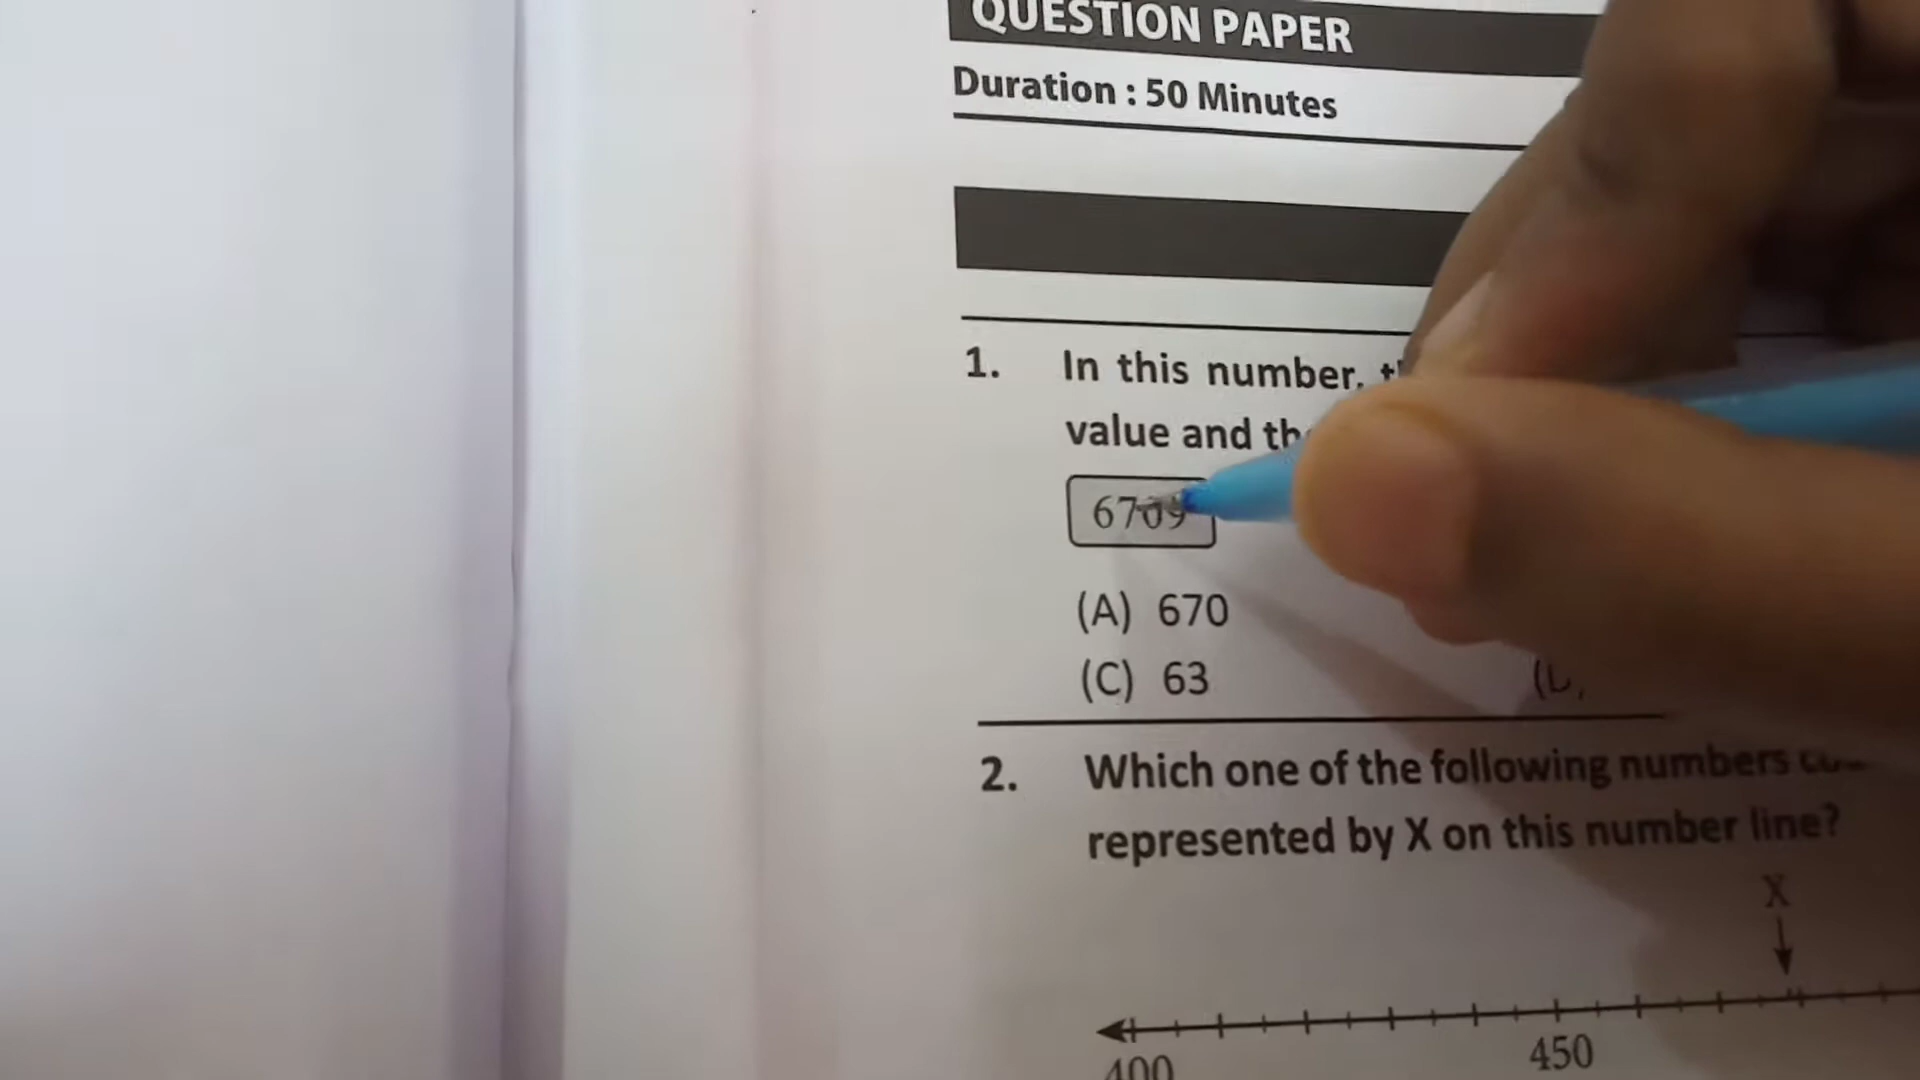 QUESTION PAPER
Duration : 50 Minutes
1. In this number,
value and
6709
(A) 670
(C) 63
2. Which one of the following numbers
represented by X on this number line?
X
400
450